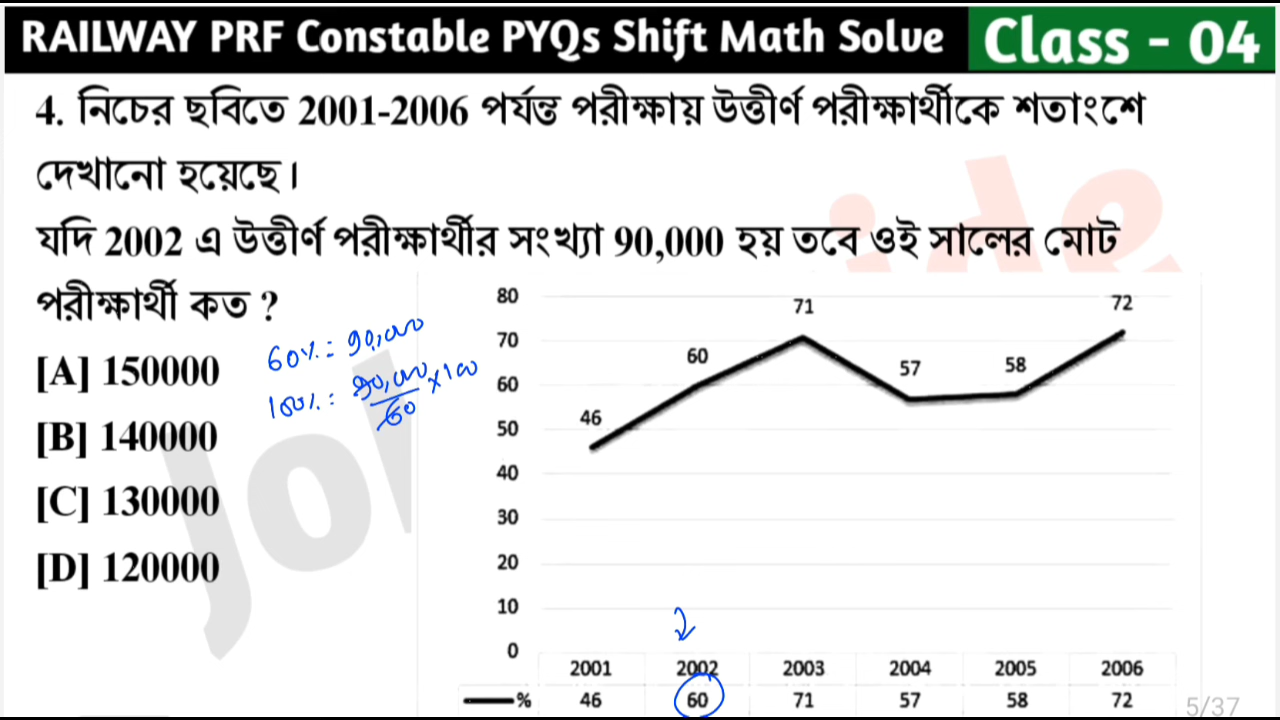 RAILWAY PRF Constable PYQs Shift Math Solve
Class - 04
4. নিচের ছবিতে 2001-2006 পর্যন্ত পরীক্ষায় উত্তীর্ণ পরীক্ষার্থীকে শতাংশে
দেখানো হয়েছে।
যদি 2002 এ উত্তীর্ণ পরীক্ষার্থীর সংখ্যা 90,000 হয় তবে ওই সালের মোট
পরীক্ষার্থী কত ?
[A] 150000
[B] 140000
[C] 130000
[D] 120000
60% = 90,000
100% = 90,000/60 × 100
80
70
60
50
40
30
20
10
0
46
60
71
57
58
72
2001 2002 2003 2004 2005 2006
% 46 60 71 57 58 72
5/37